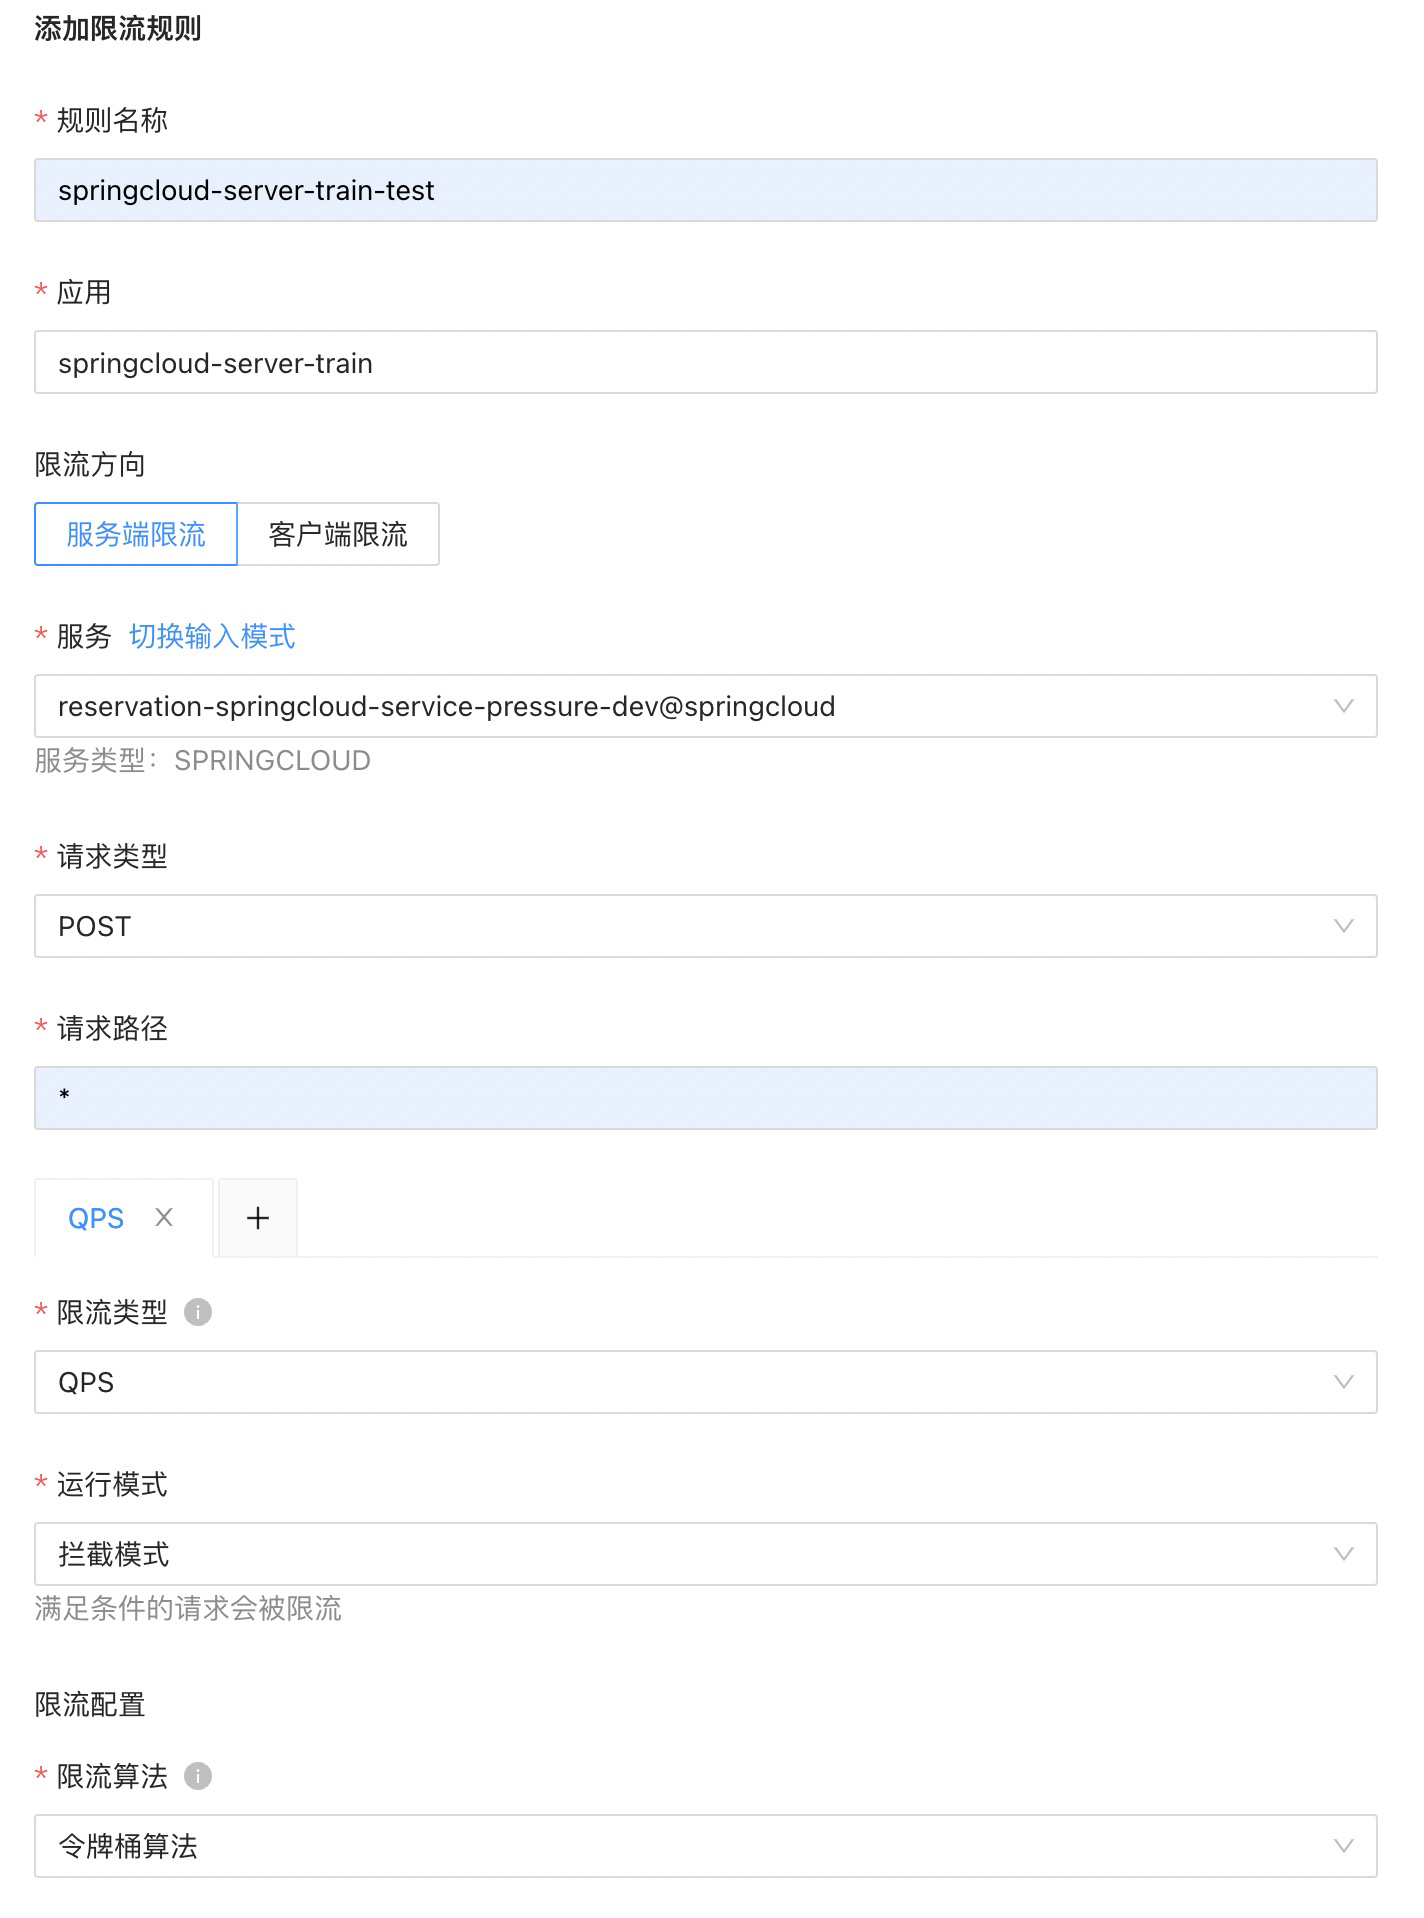 添加限流规则
* 规则名称
springcloud-server-train-test
* 应用
springcloud-server-train
限流方向
服务端限流 客户端限流
* 服务 切换输入模式
reservation-springcloud-service-pressure-dev@springcloud
服务类型：SPRINGCLOUD
* 请求类型
POST
* 请求路径
*
QPS X +
* 限流类型 i
QPS
* 运行模式
拦截模式
满足条件的请求会被限流
限流配置
* 限流算法 i
令牌桶算法